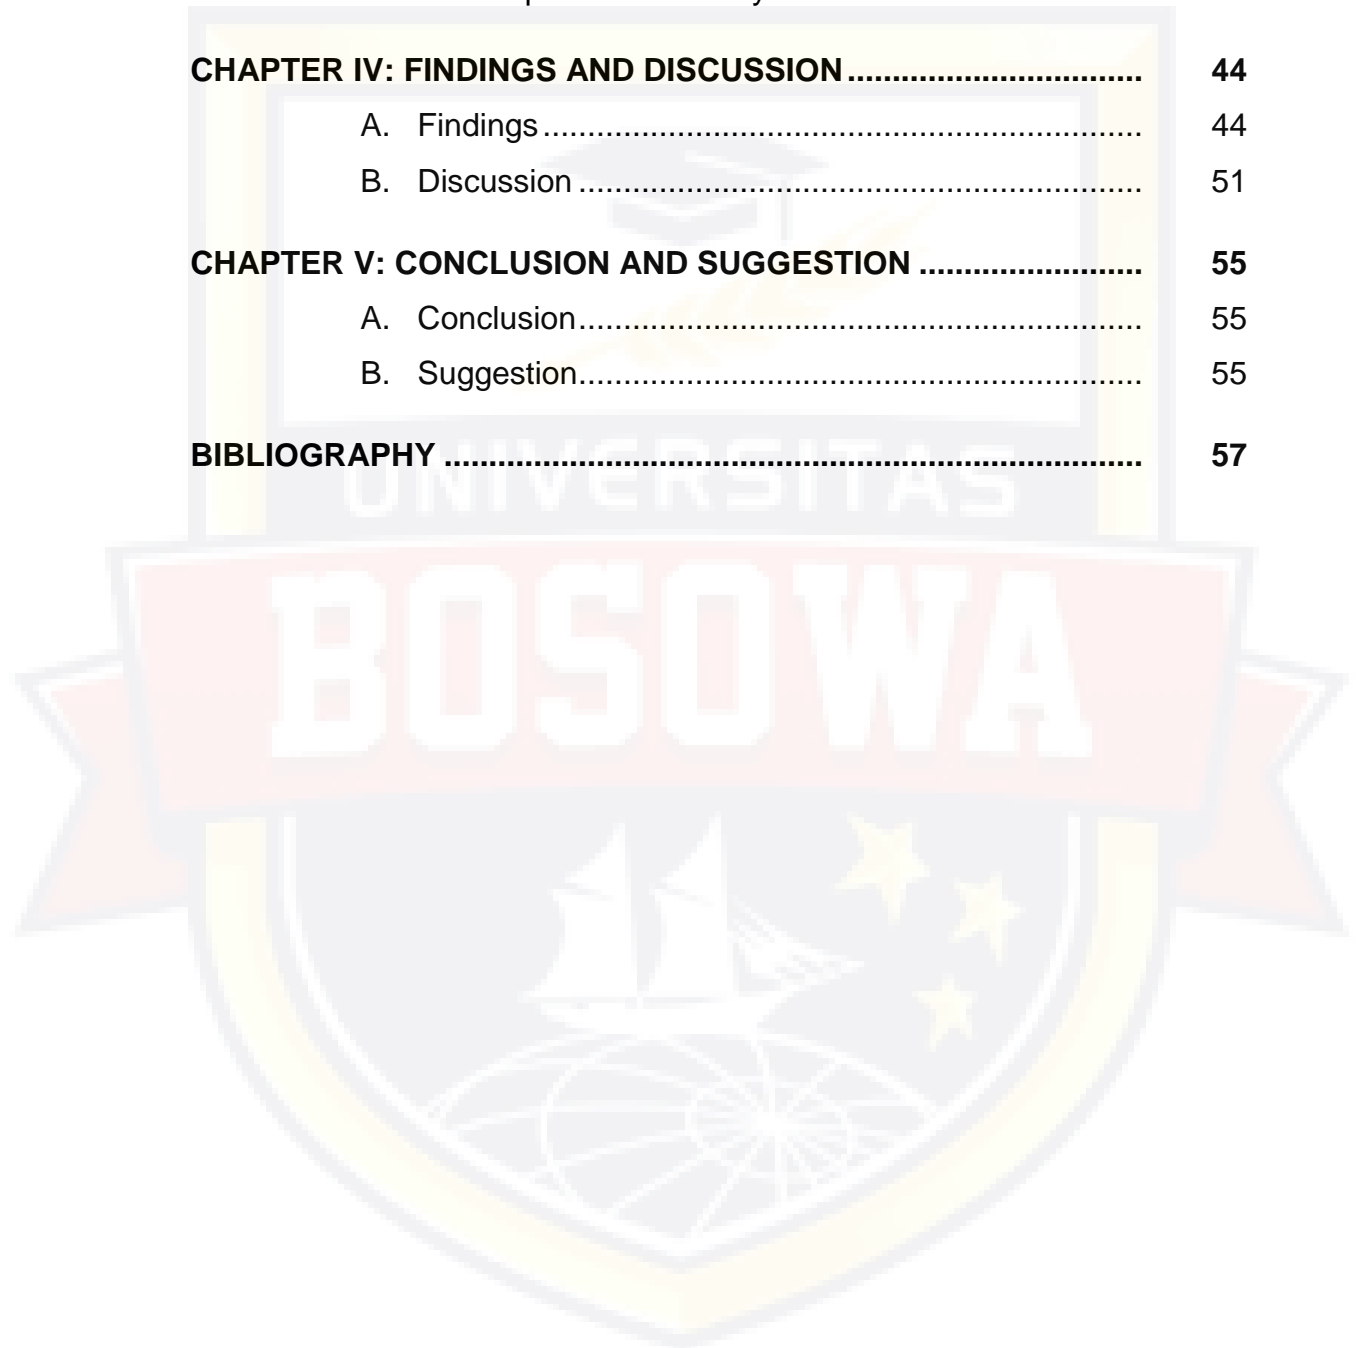 CHAPTER IV: FINDINGS AND DISCUSSION ................................ 44
A. Findings ................................................................... 44
B. Discussion ............................................................... 51
CHAPTER V: CONCLUSION AND SUGGESTION ........................ 55
A. Conclusion .............................................................. 55
B. Suggestion .............................................................. 55
BIBLIOGRAPHY ............................................................................ 57
UNIVERSITAS
BOSOWA